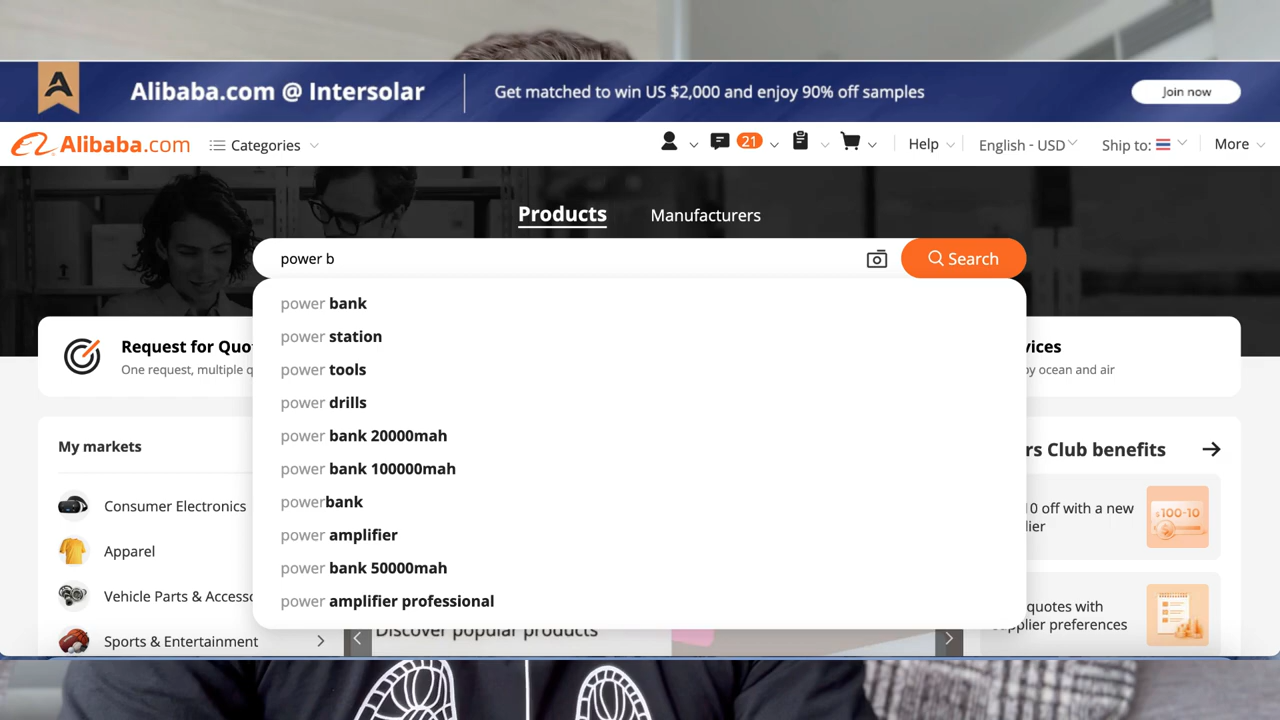 Alibaba.com @ Intersolar
Get matched to win US $2,000 and enjoy 90% off samples
Join now
Alibaba.com
Categories
21
Help
English - USD
Ship to:
More
Products
Manufacturers
power b
Search
power bank
power station
power tools
power drills
power bank 20000mah
power bank 100000mah
powerbank
power amplifier
power bank 50000mah
power amplifier professional
Request for Quo
One request, multiple q
vices
by ocean and air
My markets
Consumer Electronics
Apparel
Vehicle Parts & Accesso
Sports & Entertainment
Discover popular products
rs Club benefits
10 off with a new
lier
$100-10
quotes with
upplier preferences